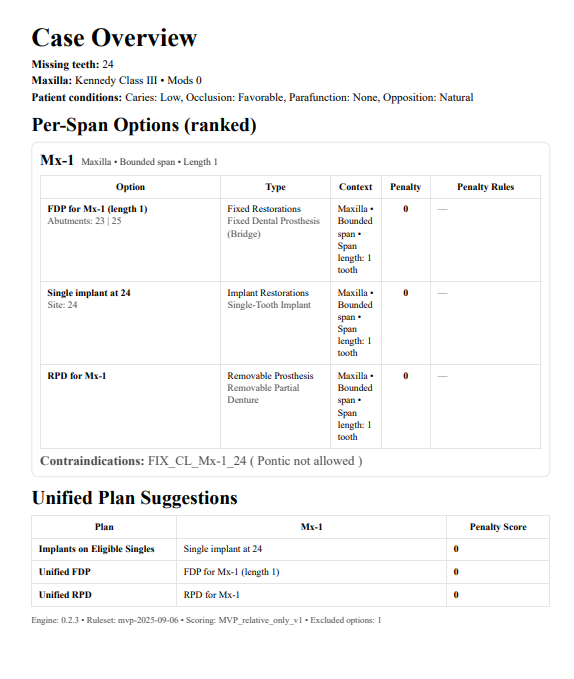 Case Overview
Missing teeth: 24
Maxilla: Kennedy Class III • Mods 0
Patient conditions: Caries: Low, Occlusion: Favorable, Parafunction: None, Opposition: Natural
Per-Span Options (ranked)
Mx-1 Maxilla • Bounded span • Length 1
Option Type Context Penalty Penalty Rules
FDP for Mx-1 (length 1)
Abutments: 23 | 25
Fixed Restorations
Fixed Dental Prosthesis
(Bridge)
Maxilla •
Bounded
span •
Span
length: 1
tooth
0
—
Single implant at 24
Site: 24
Implant Restorations
Single-Tooth Implant
Maxilla •
Bounded
span •
Span
length: 1
tooth
0
—
RPD for Mx-1
Removable Prosthesis
Removable Partial
Denture
Maxilla •
Bounded
span •
Span
length: 1
tooth
0
—
Contraindications: FIX_CL_Mx-1_24 ( Pontic not allowed )
Unified Plan Suggestions
Plan Mx-1 Penalty Score
Implants on Eligible Singles Single implant at 24 0
Unified FDP FDP for Mx-1 (length 1) 0
Unified RPD RPD for Mx-1 0
Engine: 0.2.3 • Ruleset: mvp-2025-09-06 • Scoring: MVP_relative_only_v1 • Excluded options: 1